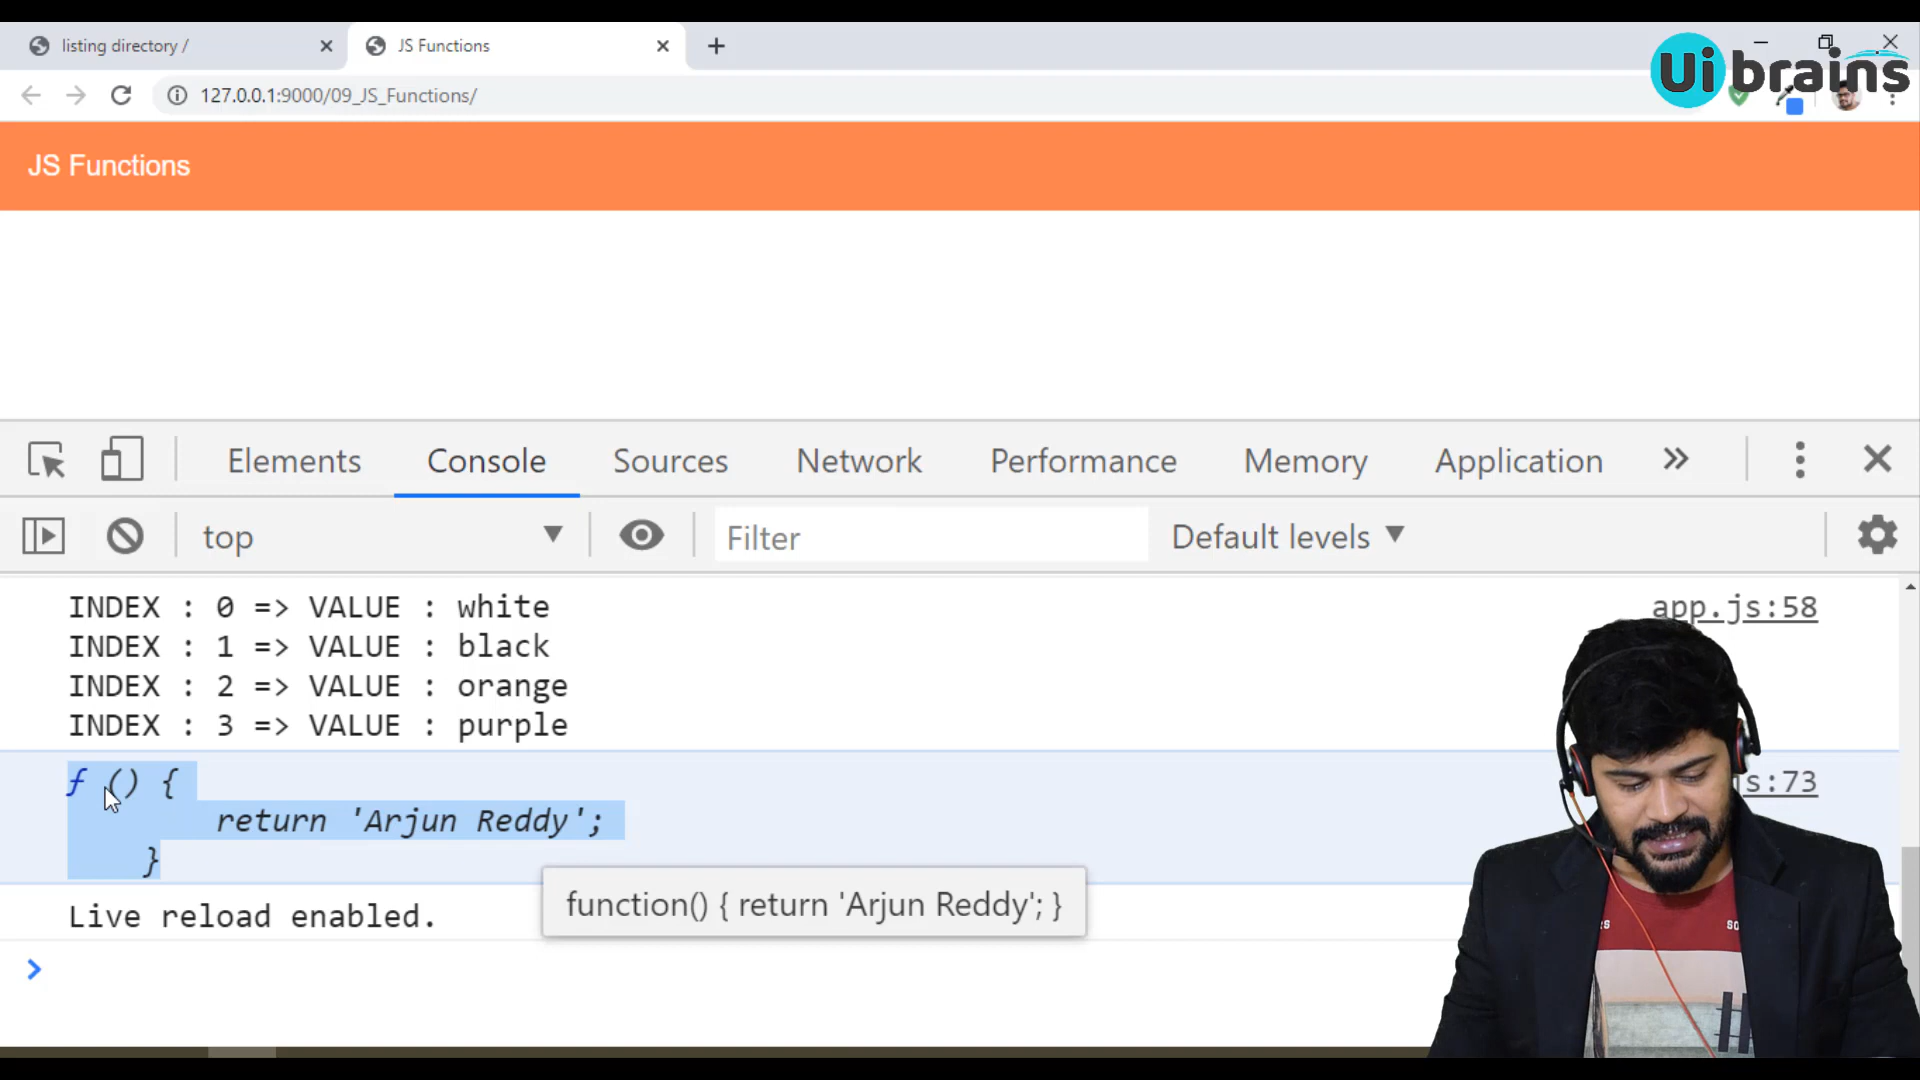 listing directory /
JS Functions
Ui brains
127.0.0.1:9000/09_JS_Functions/
JS Functions
Elements Console Sources Network Performance Memory Application
top Filter Default levels
INDEX : 0 => VALUE : white app.js:58
INDEX : 1 => VALUE : black
INDEX : 2 => VALUE : orange
INDEX : 3 => VALUE : purple
f () { js:73
return 'Arjun Reddy';
}
function() { return 'Arjun Reddy'; }
Live reload enabled.